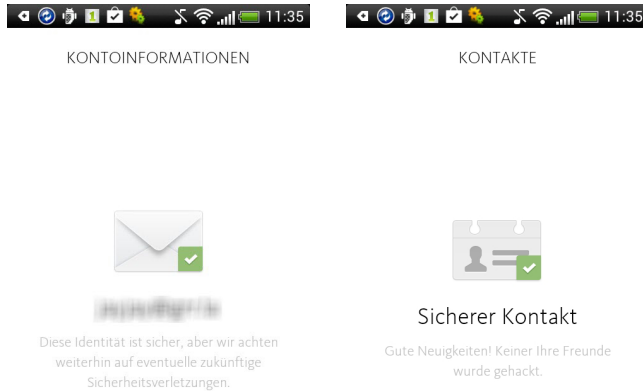 11:35
KONTOINFORMATIONEN
Diese Identität ist sicher, aber wir achten
weiterhin auf eventuelle zukünftige
Sicherheitsverletzungen.
11:35
KONTAKTE
Sicherer Kontakt
Gute Neuigkeiten! Keiner Ihre Freunde
wurde gehackt.